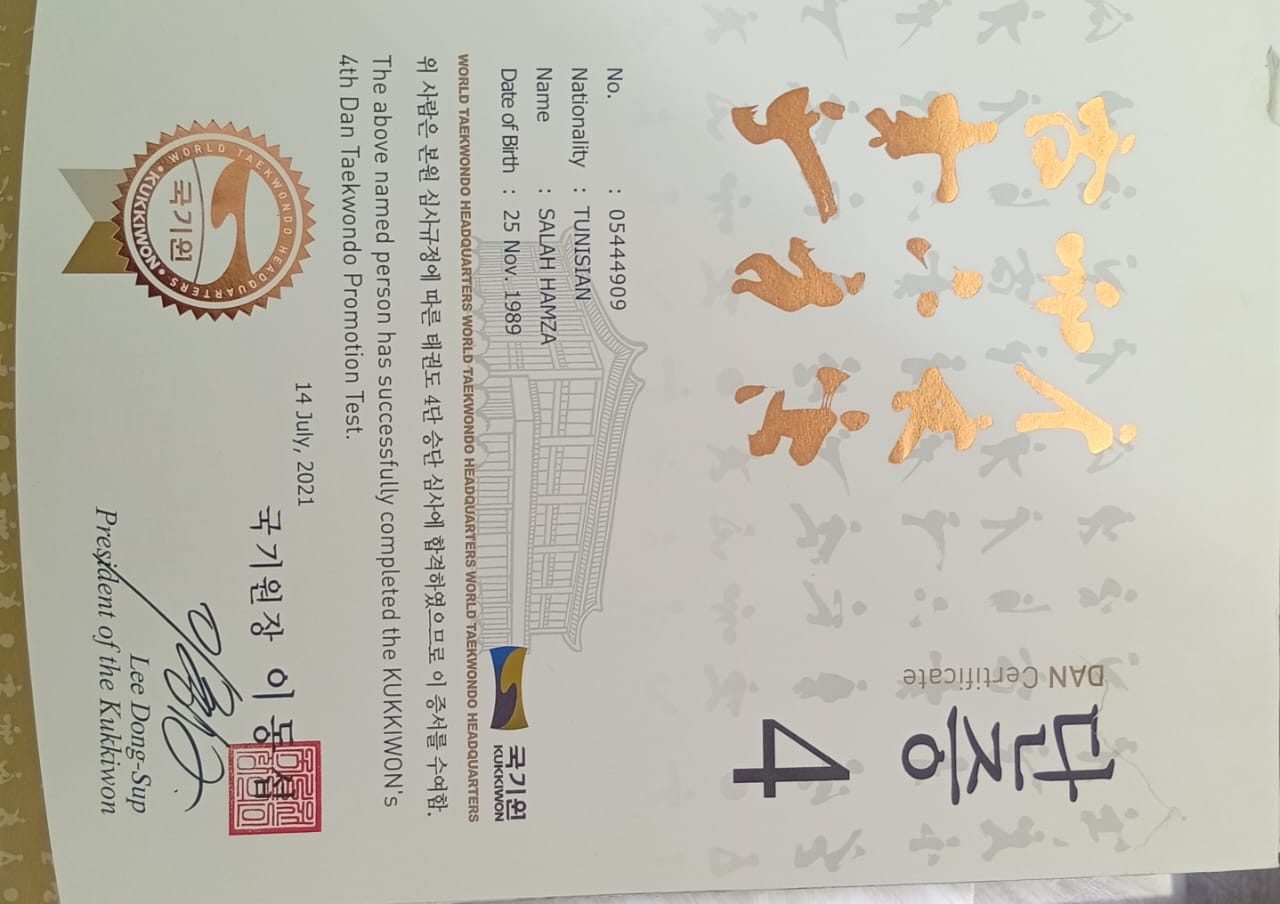 단증
DAN Certificate
4
No. : 05444909
Nationality : TUNISIAN
Name : SALAH HAMZA
Date of Birth : 25 Nov. 1989
국기원
KUKKIWON
WORLD TAEKWONDO HEADQUARTERS WORLD TAEKWONDO HEADQUARTERS WORLD TAEKWONDO HEADQUARTERS
위 사람은 본원 심사규정에 따른 태권도 4단 승단 심사에 합격하였으므로 이 증서를 수여함.
The above named person has successfully completed the KUKKIWON's
4th Dan Taekwondo Promotion Test.
14 July, 2021
국기원장 이동섭
Lee Dong-Sup
President of the Kukkiwon
WORLD TAEKWONDO HEADQUARTERS
국기원
•KUKKIWON•